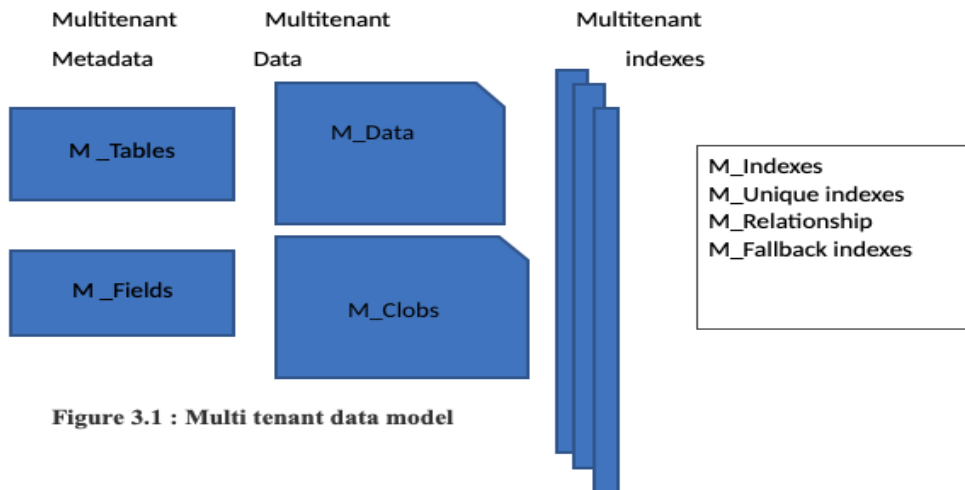 Multitenant
Metadata
Multitenant
Data
Multitenant
indexes
M _Tables
M _Fields
M_Data
M_Clobs
M_Indexes
M_Unique indexes
M_Relationship
M_Fallback indexes
Figure 3.1 : Multi tenant data model